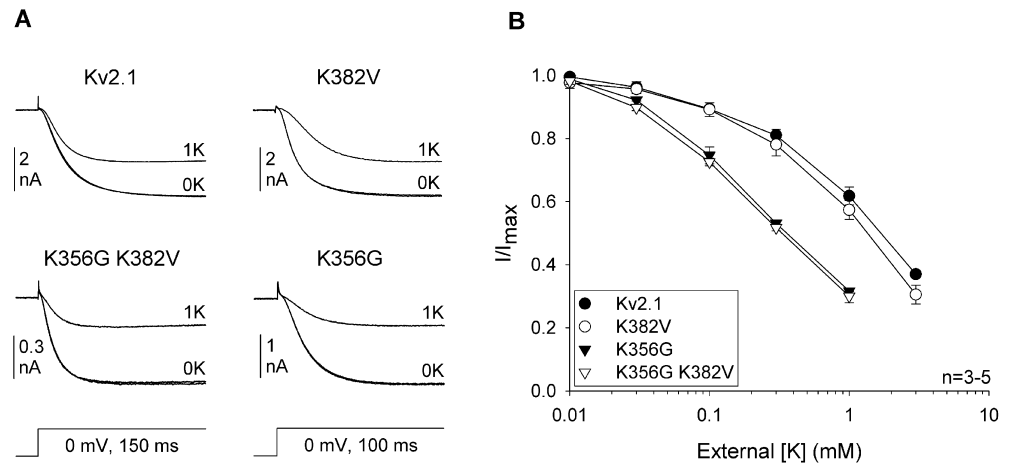 A
Kv2.1
K382V
1K
2
nA
0K
1K
2
nA
0K
K356G K382V
K356G
1K
0.3
nA
0K
1K
1
nA
0K
0 mV, 150 ms
0 mV, 100 ms
B
I/Imax
1.0
0.8
0.6
0.4
0.2
0.0
Kv2.1
K382V
K356G
K356G K382V
n=3-5
0.01
0.1
1
10
External [K] (mM)